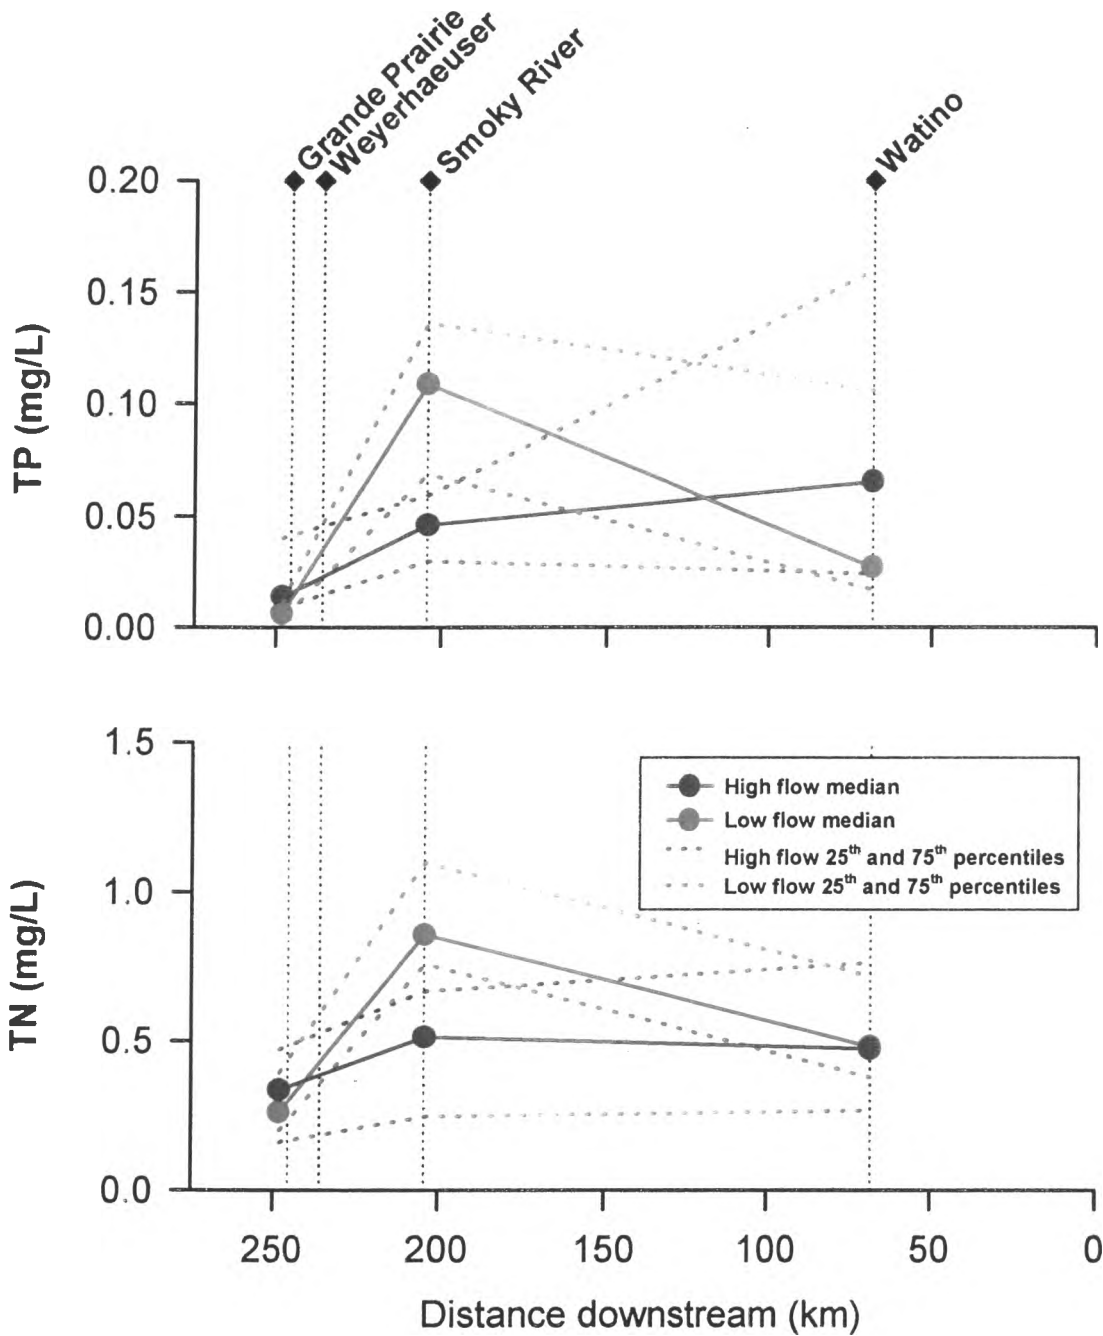 Grande Prairie
Weyerhaeuser
Smoky River
Watino
0.20
0.15
0.10
0.05
0.00
TP (mg/L)
1.5
1.0
0.5
0.0
TN (mg/L)
High flow median
Low flow median
High flow 25th and 75th percentiles
Low flow 25th and 75th percentiles
250 200 150 100 50 0
Distance downstream (km)